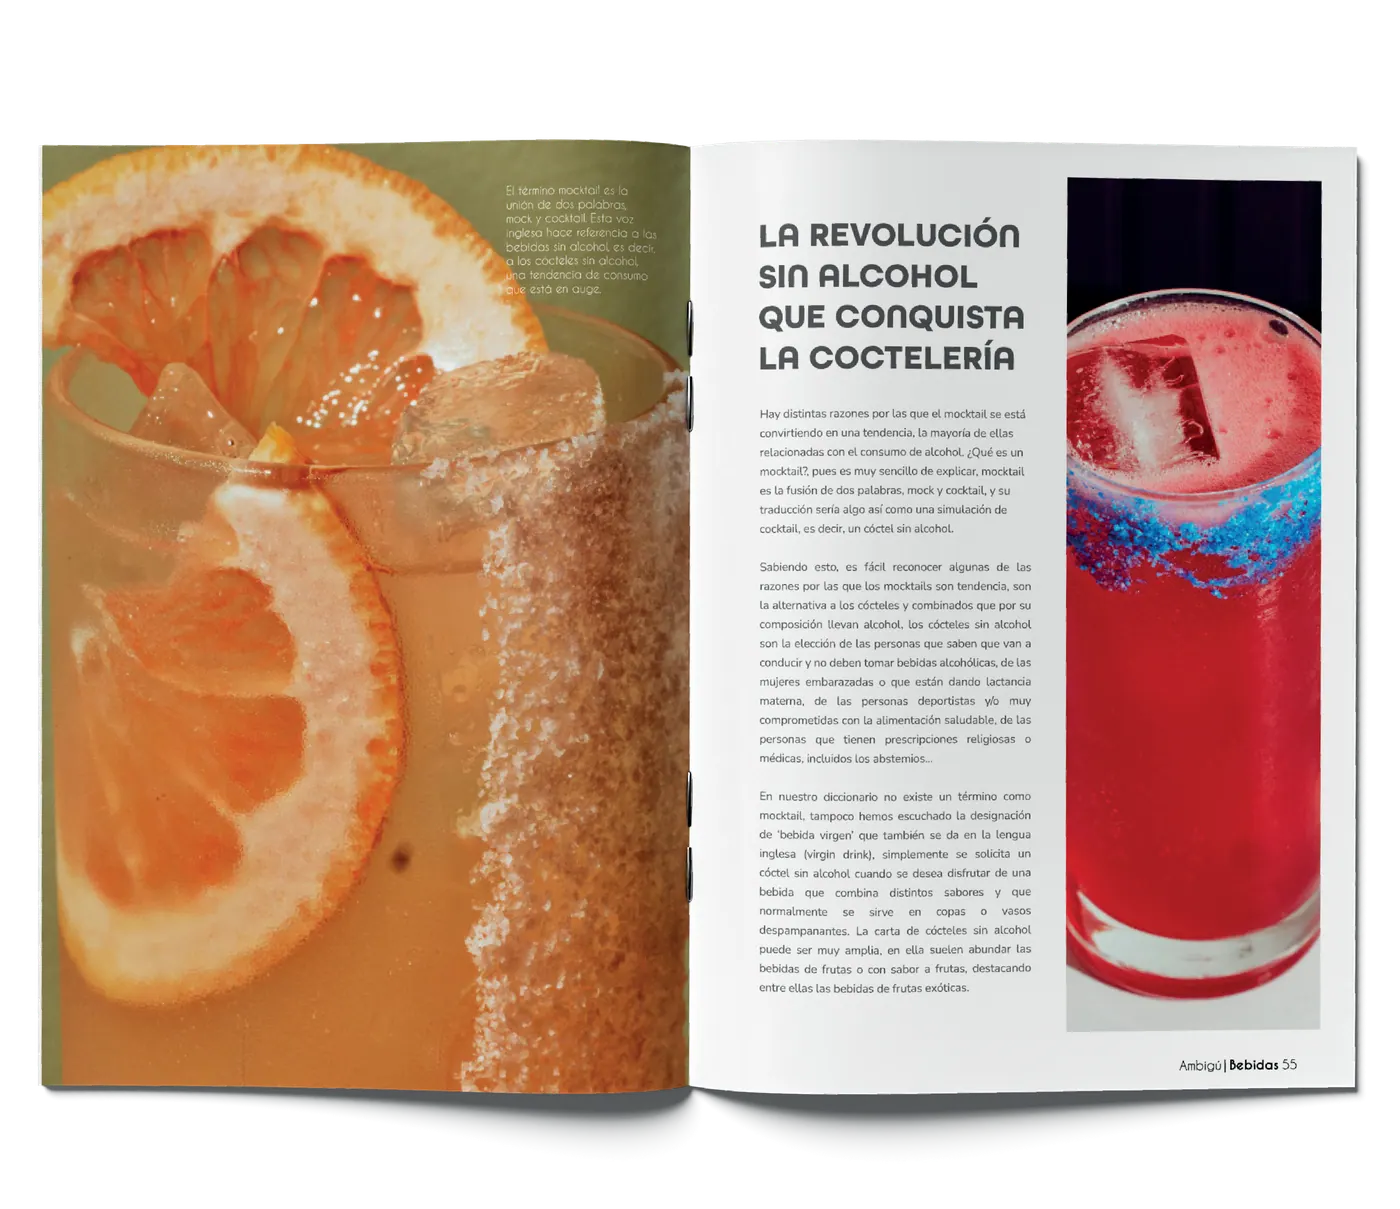 El término mocktail es la
unión de dos palabras,
mock y cocktail. Esta voz
inglesa hace referencia a las
bebidas sin alcohol, es decir,
a los cócteles sin alcohol,
una tendencia de consumo
que está en auge.
LA REVOLUCIÓN
SIN ALCOHOL
QUE CONQUISTA
LA COCTELERÍA
Hay distintas razones por las que el mocktail se está
convirtiendo en una tendencia, la mayoría de ellas
relacionadas con el consumo de alcohol. ¿Qué es un
mocktail?, pues es muy sencillo de explicar, mocktail
es la fusión de dos palabras, mock y cocktail, y su
traducción sería algo así como una simulación de
cocktail, es decir, un cóctel sin alcohol.
Sabiendo esto, es fácil reconocer algunas de las
razones por las que los mocktails son tendencia, son
la alternativa a los cócteles y combinados que por su
composición llevan alcohol, los cócteles sin alcohol
son la elección de las personas que saben que van a
conducir y no deben tomar bebidas alcohólicas, de las
mujeres embarazadas o que están dando lactancia
materna, de las personas deportistas y/o muy
comprometidas con la alimentación saludable, de las
personas que tienen prescripciones religiosas o
médicas, incluidos los abstemios...
En nuestro diccionario no existe un término como
mocktail, tampoco hemos escuchado la designación
de 'bebida virgen' que también se da en la lengua
inglesa (virgin drink), simplemente se solicita un
cóctel sin alcohol cuando se desea disfrutar de una
bebida que combina distintos sabores y que
normalmente se sirve en copas o vasos
despampanantes. La carta de cócteles sin alcohol
puede ser muy amplia, en ella suelen abundar las
bebidas de frutas o con sabor a frutas, destacando
entre ellas las bebidas de frutas exóticas.
Ambigú | Bebidas 55